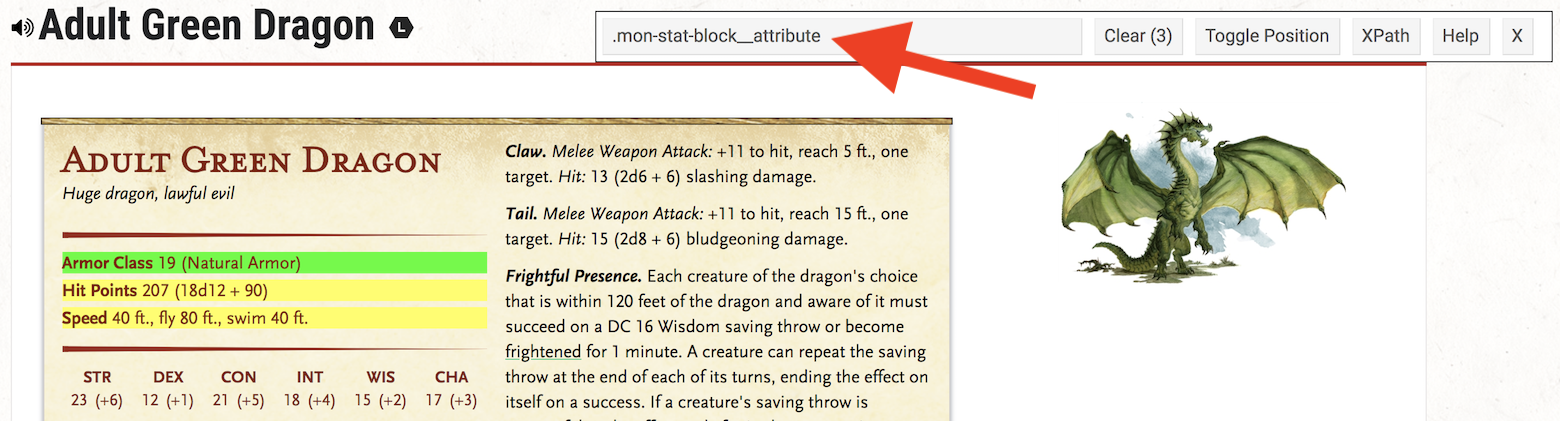 Adult Green Dragon L
.mon-stat-block__attribute
Clear (3)
Toggle Position
XPath
Help
X
Adult Green Dragon
Huge dragon, lawful evil
Armor Class 19 (Natural Armor)
Hit Points 207 (18d12 + 90)
Speed 40 ft., fly 80 ft., swim 40 ft.
STR DEX CON INT WIS CHA
23 (+6) 12 (+1) 21 (+5) 18 (+4) 15 (+2) 17 (+3)
Claw. Melee Weapon Attack: +11 to hit, reach 5 ft., one
target. Hit: 13 (2d6 + 6) slashing damage.
Tail. Melee Weapon Attack: +11 to hit, reach 15 ft., one
target. Hit: 15 (2d8 + 6) bludgeoning damage.
Frightful Presence. Each creature of the dragon's choice
that is within 120 feet of the dragon and aware of it must
succeed on a DC 16 Wisdom saving throw or become
frightened for 1 minute. A creature can repeat the saving
throw at the end of each of its turns, ending the effect on
itself on a success. If a creature's saving throw is